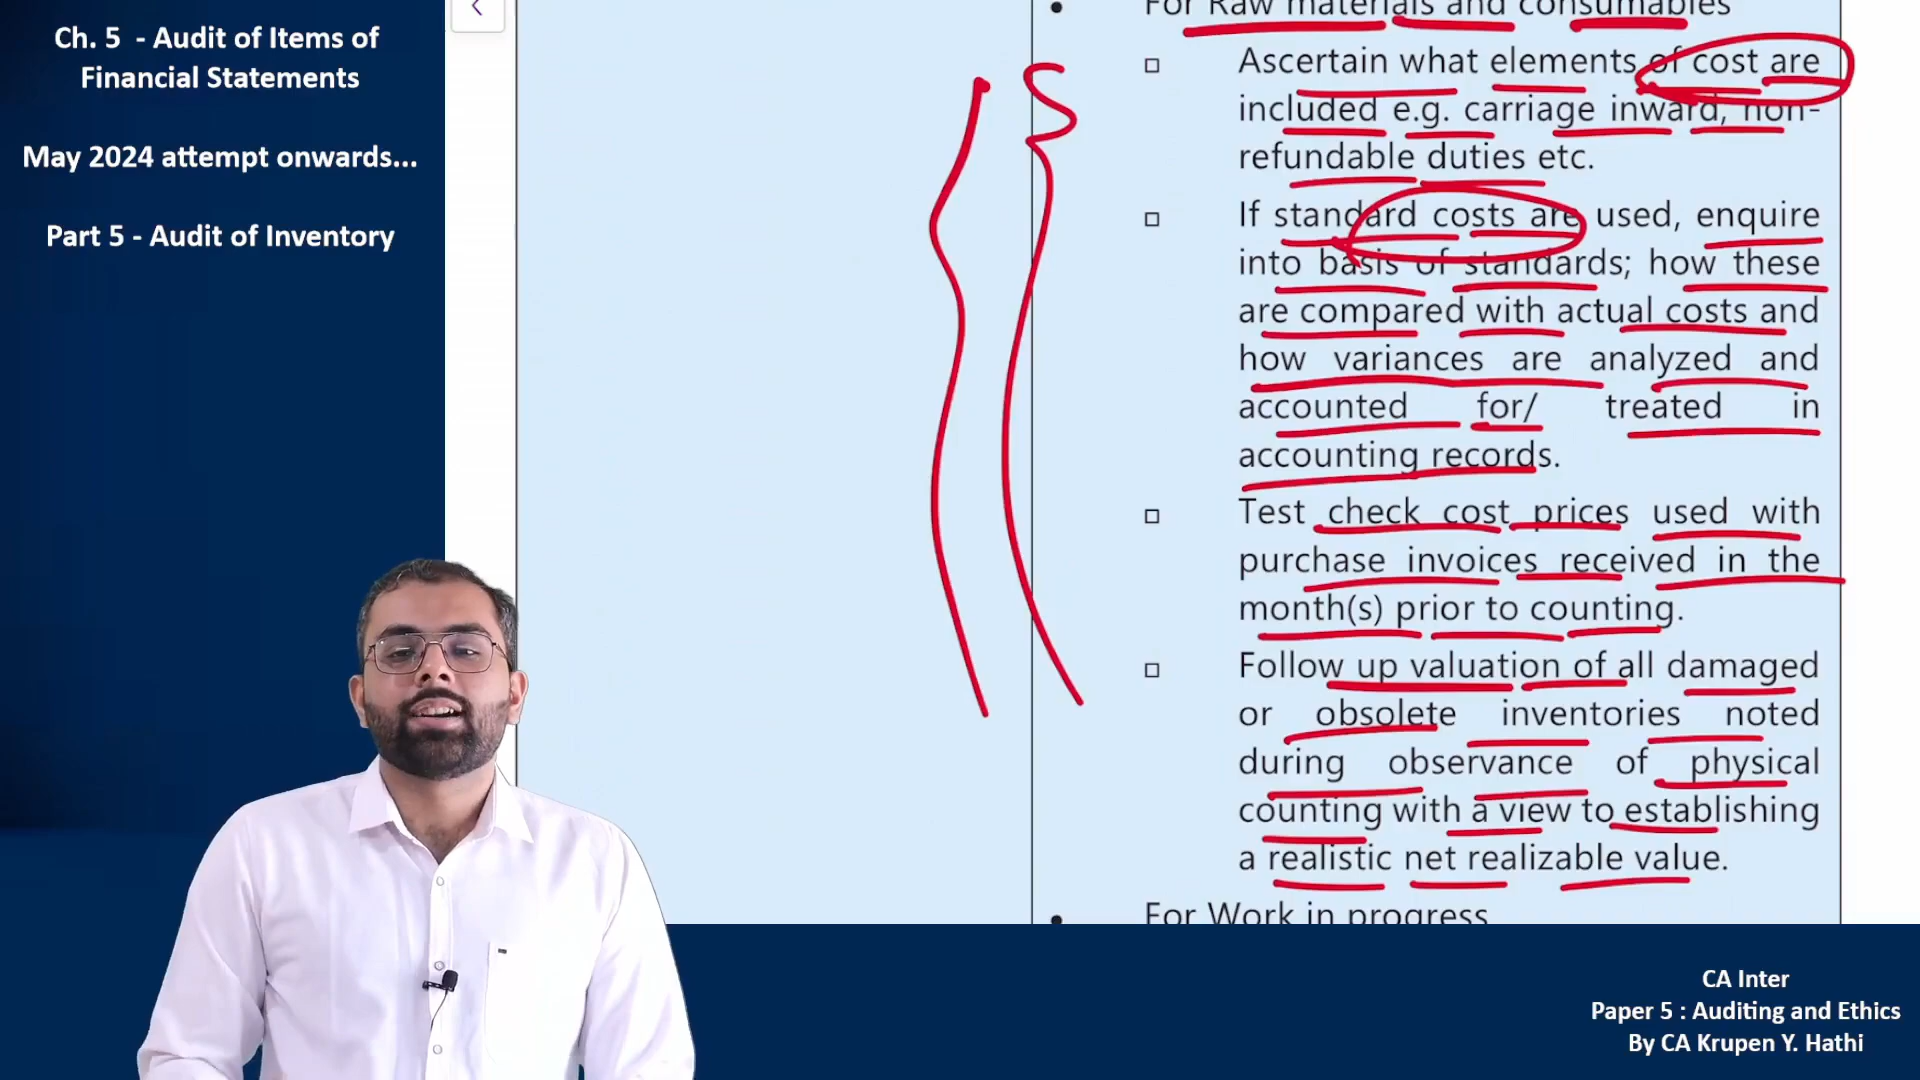 Ch. 5 - Audit of Items of
Financial Statements
May 2024 attempt onwards...
Part 5 - Audit of Inventory
• For Raw materials and consumables
□ Ascertain what elements of cost are
included e.g. carriage inward, non-
refundable duties etc.
□ If standard costs are used, enquire
into basis of standards; how these
are compared with actual costs and
how variances are analyzed and
accounted for/ treated in
accounting records.
□ Test check cost prices used with
purchase invoices received in the
month(s) prior to counting.
□ Follow up valuation of all damaged
or obsolete inventories noted
during observance of physical
counting with a view to establishing
a realistic net realizable value.
• For Work in progress
CA Inter
Paper 5 : Auditing and Ethics
By CA Krupen Y. Hathi